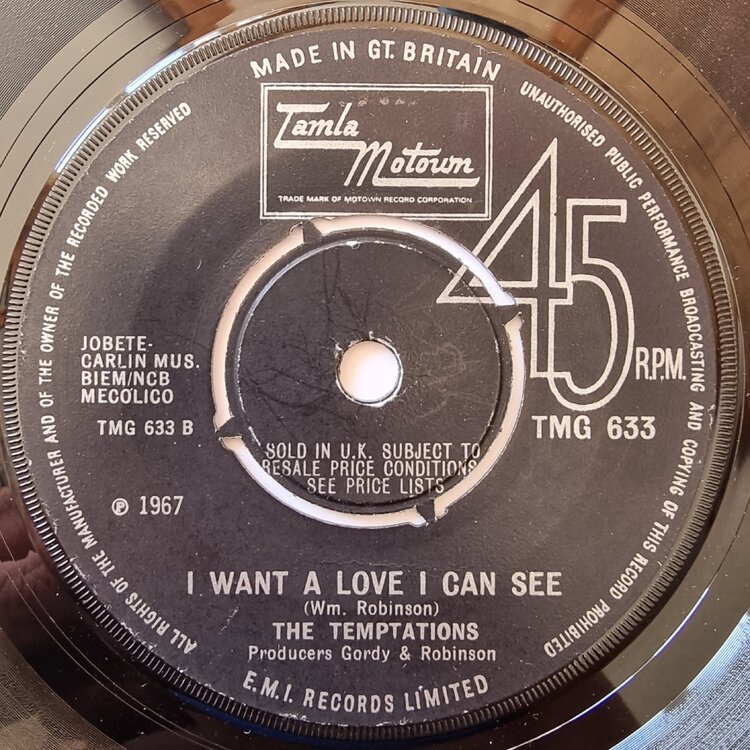 MADE IN GT. BRITAIN
Tamla
Motown
TRADE MARK OF MOTOWN RECORD CORPORATION
45
R.P.M.
TMG 633
JOBETE-
CARLIN MUS.
BIEM/NCB
MECOLICO
TMG 633 B
℗ 1967
SOLD IN U.K. SUBJECT TO
RESALE PRICE CONDITIONS
SEE PRICE LISTS
I WANT A LOVE I CAN SEE
(Wm. Robinson)
THE TEMPTATIONS
Producers Gordy & Robinson
E.M.I. RECORDS LIMITED
ALL RIGHTS OF THE MANUFACTURER AND OF THE OWNER OF THE RECORDED WORK RESERVED
UNAUTHORISED PUBLIC PERFORMANCE BROADCASTING AND COPYING OF THIS RECORD PROHIBITED